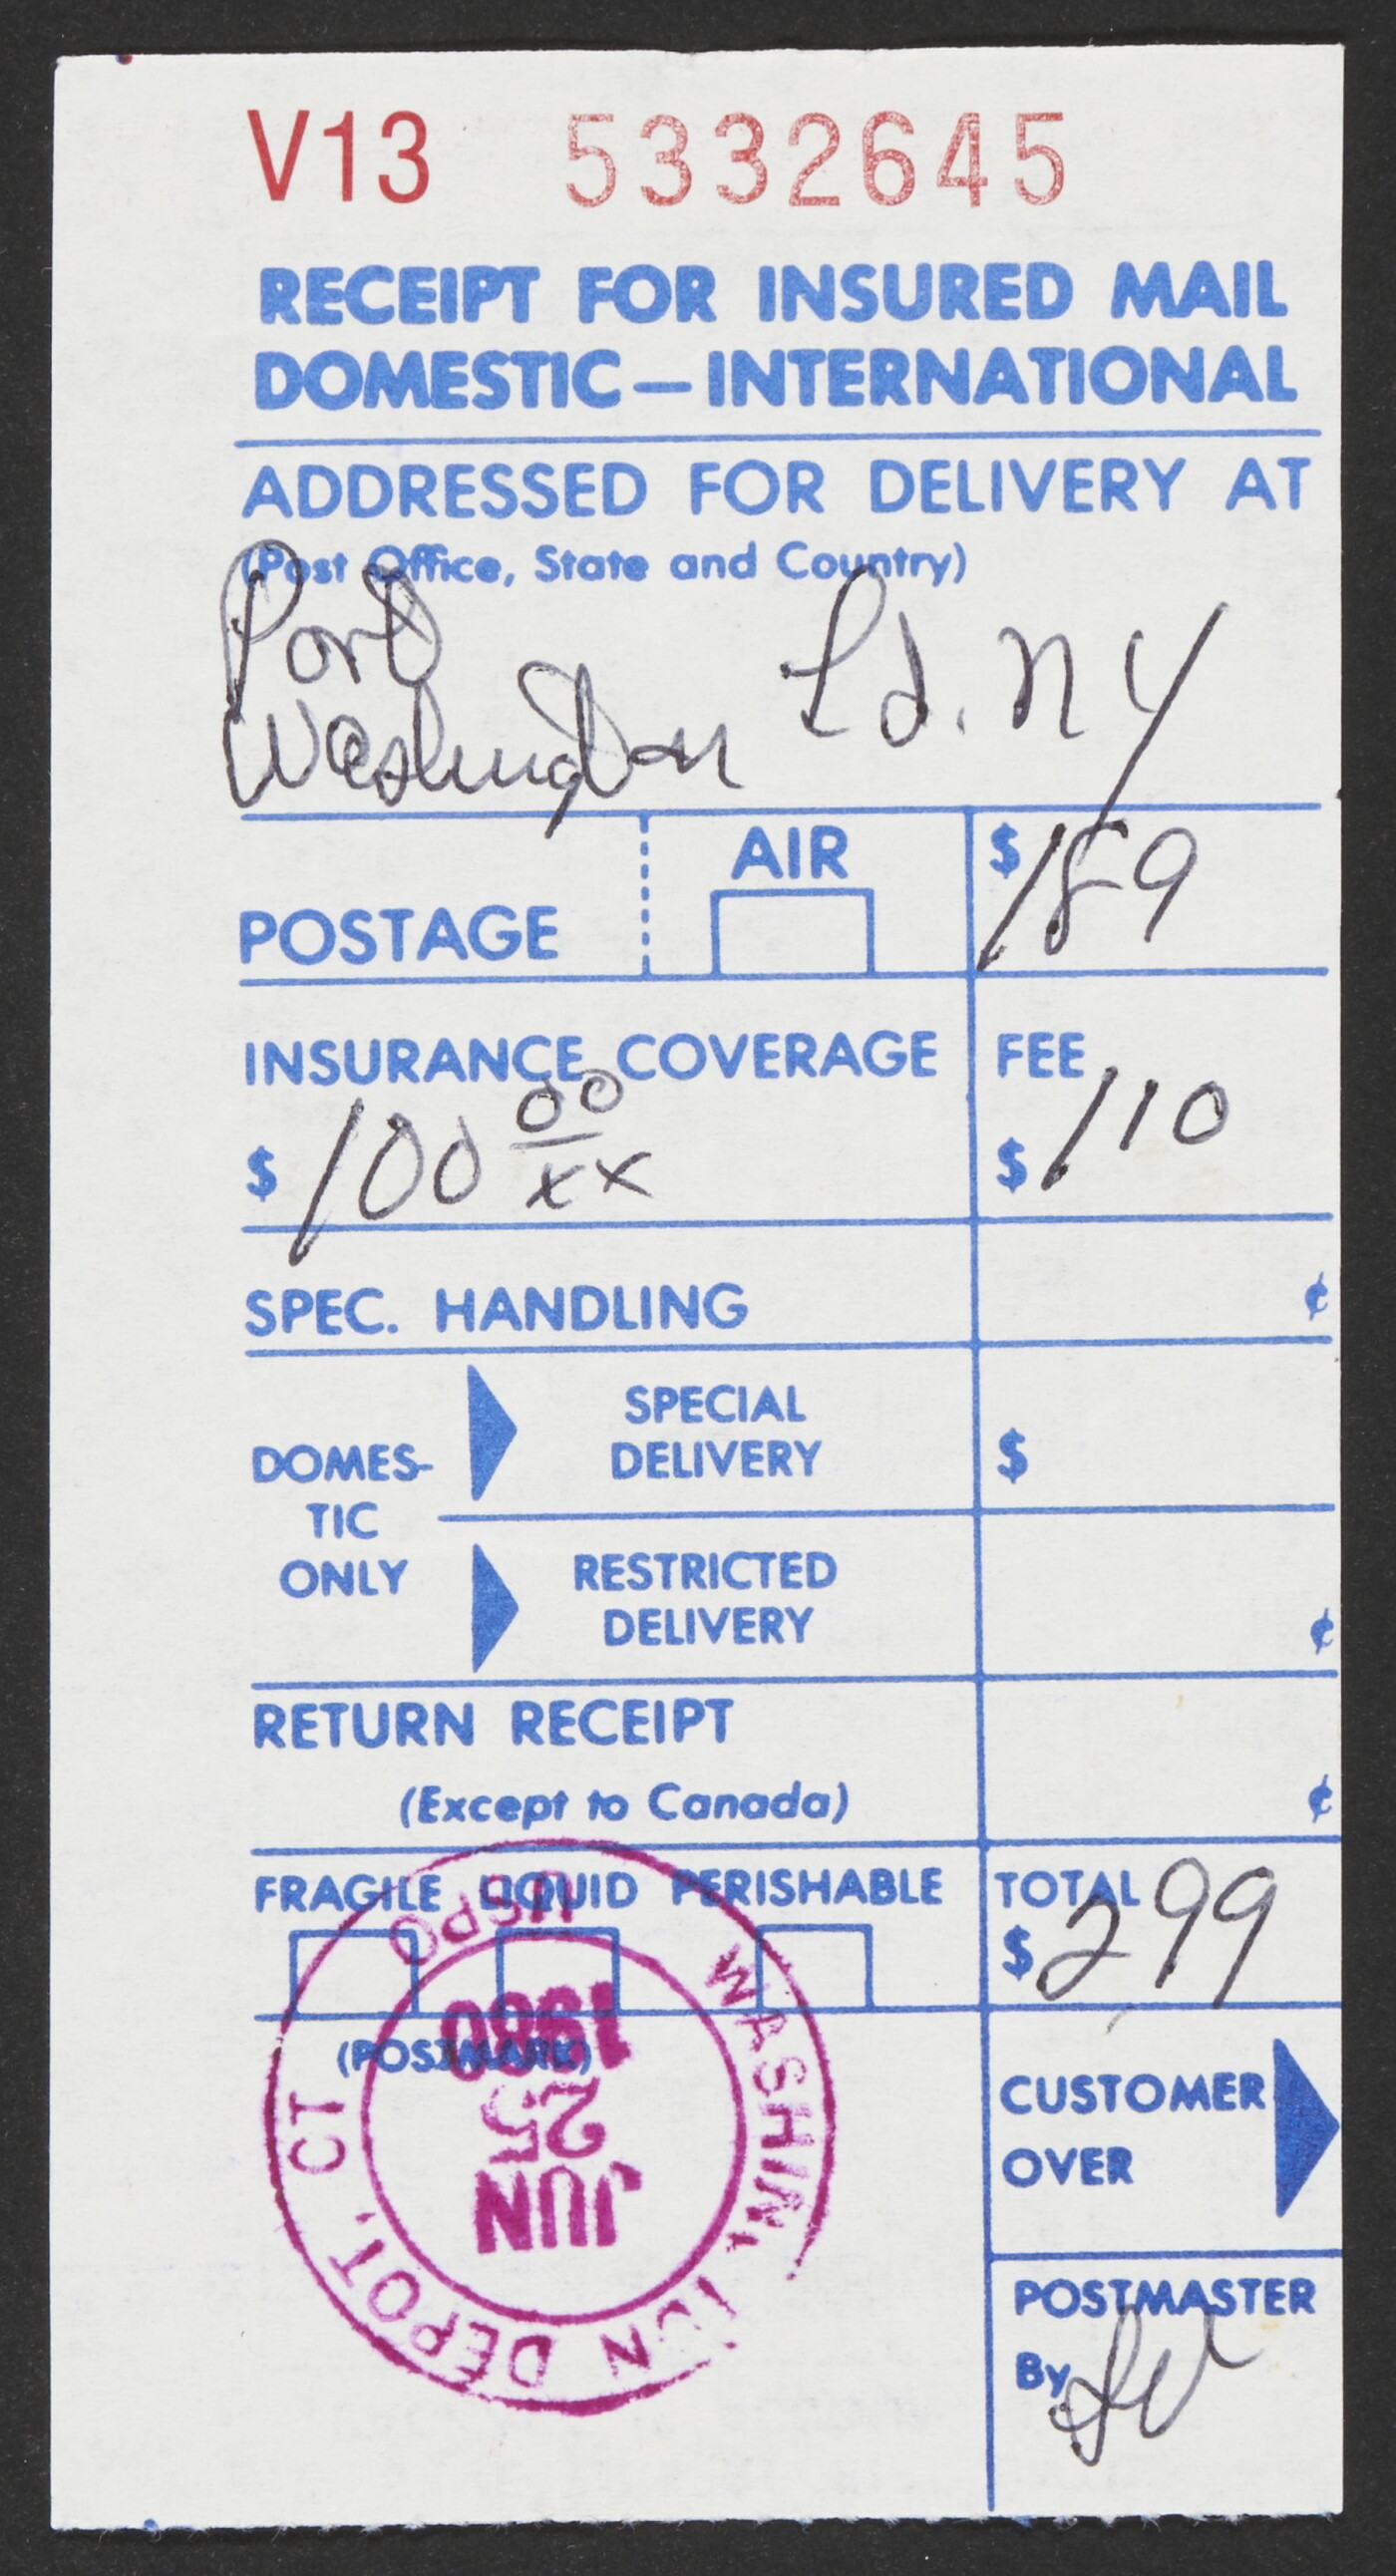 V13 5332645
RECEIPT FOR INSURED MAIL
DOMESTIC—INTERNATIONAL
ADDRESSED FOR DELIVERY AT
(Post Office, State and Country)
Port
Washington Ld. NY
AIR
POSTAGE $ 189
INSURANCE COVERAGE FEE
$ 100 00/xx $ 110
SPEC. HANDLING ¢
DOMES-
TIC
ONLY
SPECIAL
DELIVERY $
RESTRICTED
DELIVERY ¢
RETURN RECEIPT
(Except to Canada) ¢
FRAGILE LIQUID PERISHABLE TOTAL
$ 299
(POSTMARK)
WASHINGTON DEPOT, CT
USPO
JUN
25
1980
CUSTOMER
OVER
POSTMASTER
By